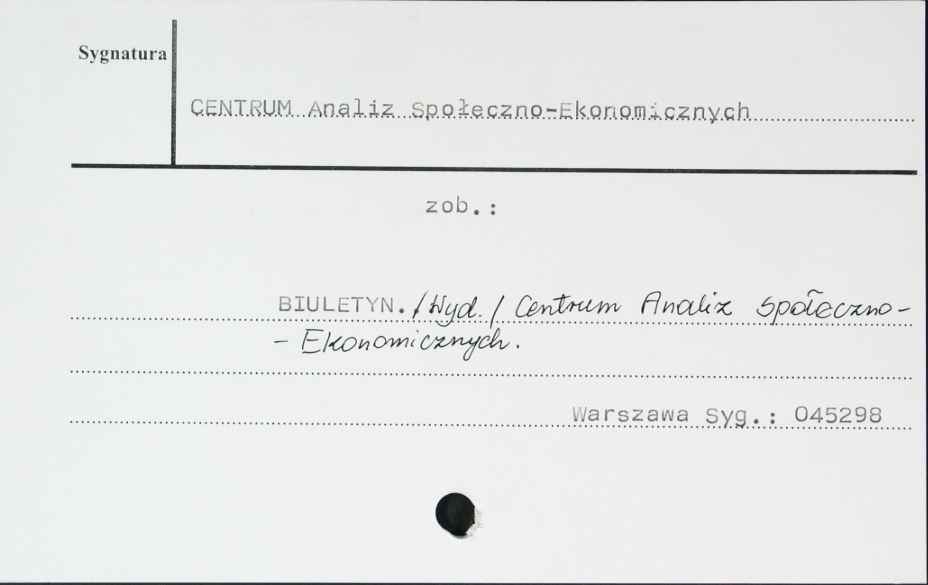 Sygnatura
CENTRUM Analiz Społeczno-Ekonomicznych
zob.:
BIULETYN. /Wyd./ Centrum Analiz Społeczno-
- Ekonomicznych.
Warszawa Syg.: 045298